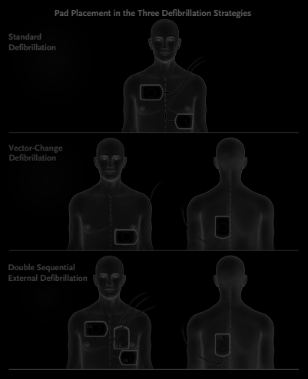 Pad Placement in the Three Defibrillation Strategies
Standard
Defibrillation
Vector-Change
Defibrillation
Double Sequential
External Defibrillation